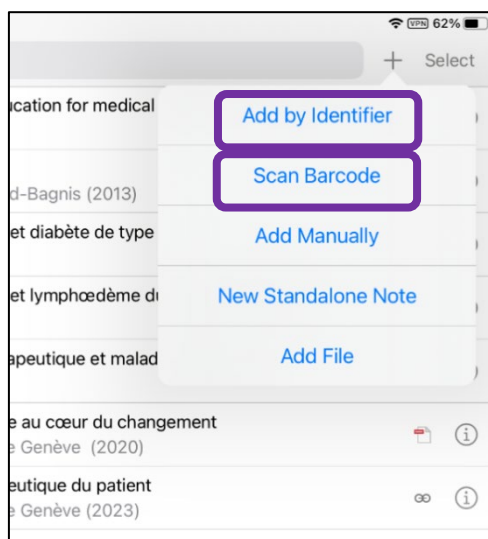 VPN 62%
Select
ucation for medical
Add by Identifier
d-Bagnis (2013)
Scan Barcode
et diabète de type
Add Manually
et lymphœdème du
New Standalone Note
apeutique et malad
Add File
e au cœur du changement
e Genève (2020)
eutique du patient
e Genève (2023)